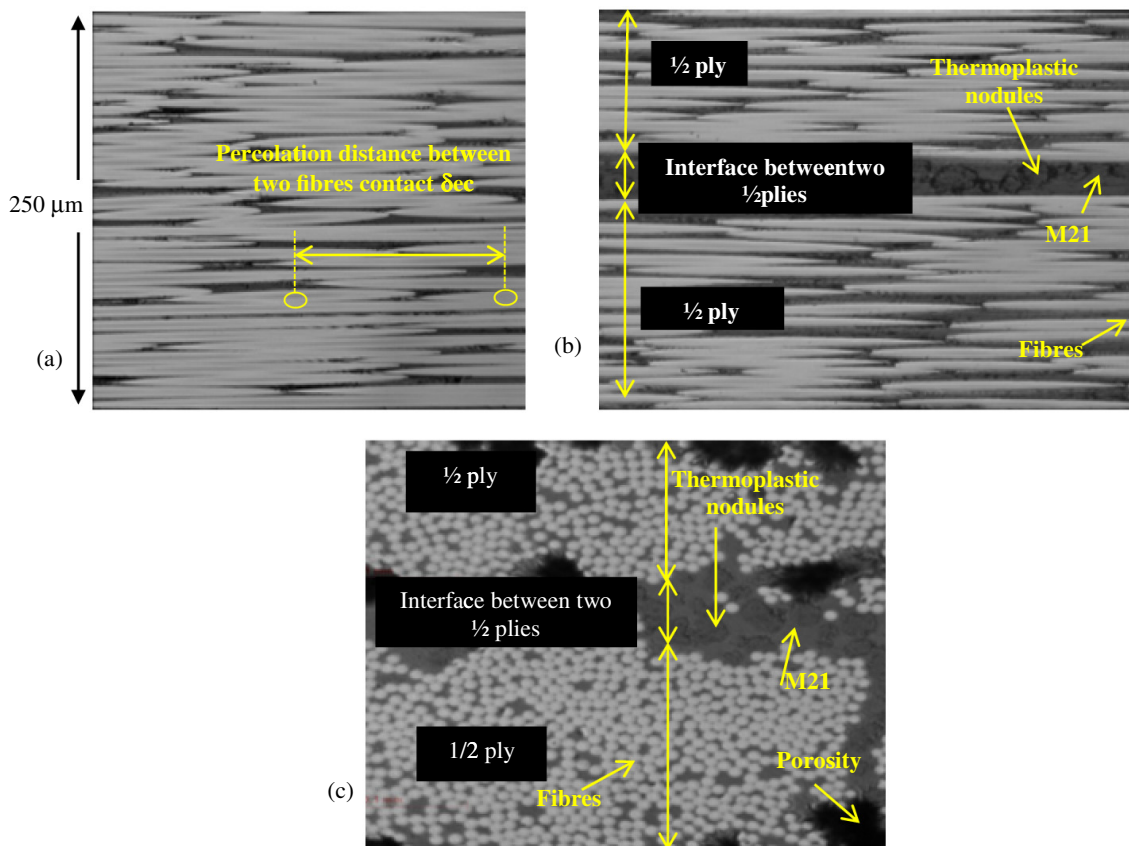 250 µm
Percolation distance between
two fibres contact δec
(a)
½ ply
Thermoplastic
nodules
Interface betweentwo
½plies
M21
½ ply
Fibres
(b)
½ ply
Thermoplastic
nodules
Interface between two
½ plies
M21
1/2 ply
Porosity
Fibres
(c)